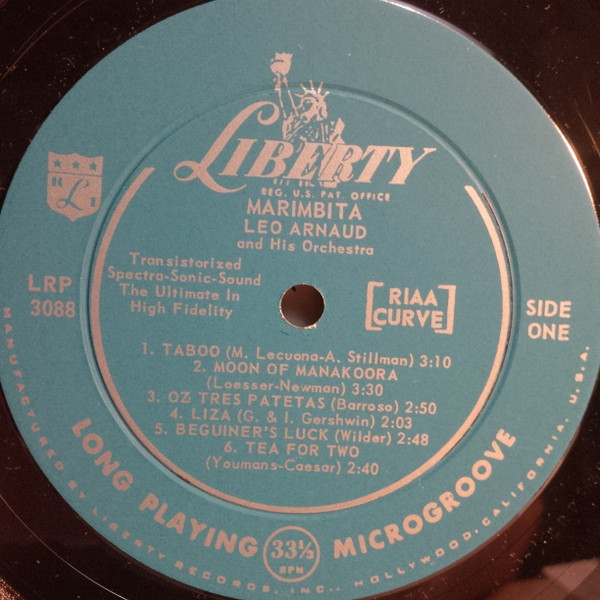 LIBERTY
REG. U.S. PAT. OFFICE
MARIMBITA
LEO ARNAUD
and His Orchestra
L
Transistorized
Spectra-Sonic-Sound
The Ultimate In
High Fidelity
LRP
3088
[RIAA
CURVE]
SIDE
ONE
1. TABOO (M. Lecuona-A. Stillman) 3:10
2. MOON OF MANAKOORA
(Loesser-Newman) 3:30
3. OZ TRES PATETAS (Barroso) 2:50
4. LIZA (G. & I. Gershwin) 2:03
5. BEGUINER'S LUCK (Wilder) 2:48
6. TEA FOR TWO
(Youmans-Caesar) 2:40
LONG PLAYING 33⅓ RPM MICROGROOVE
MANUFACTURED BY LIBERTY RECORDS, INC., HOLLYWOOD, CALIFORNIA, U.S.A.